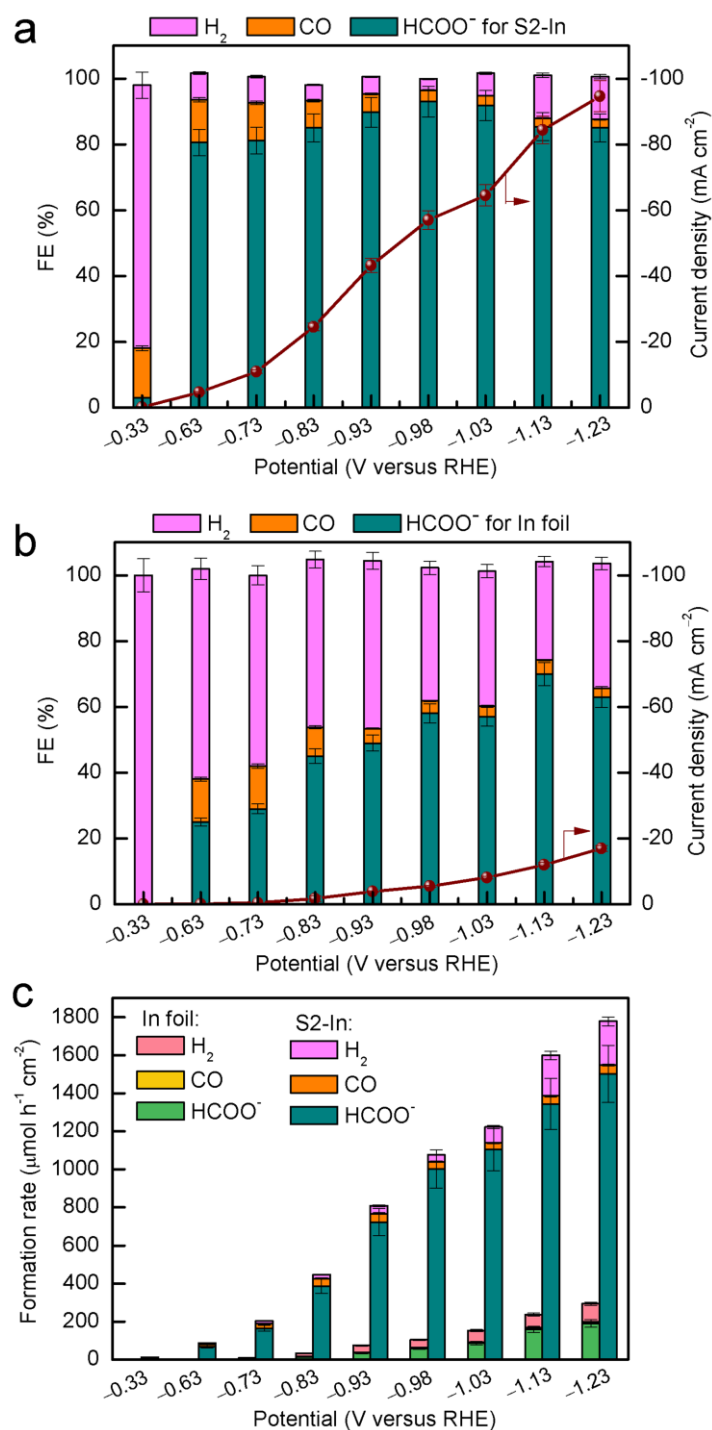 a
H₂ CO HCOO⁻ for S2-In
100
80
60
40
20
0
FE (%)
-100
-80
-60
-40
-20
0
Current density (mA cm⁻²)
−0.33 −0.63 −0.73 −0.83 −0.93 −0.98 −1.03 −1.13 −1.23
Potential (V versus RHE)
b
H₂ CO HCOO⁻ for In foil
100
80
60
40
20
0
FE (%)
-100
-80
-60
-40
-20
0
Current density (mA cm⁻²)
−0.33 −0.63 −0.73 −0.83 −0.93 −0.98 −1.03 −1.13 −1.23
Potential (V versus RHE)
c
In foil: S2-In:
H₂ H₂
CO CO
HCOO⁻ HCOO⁻
1800
1600
1400
1200
1000
800
600
400
200
0
Formation rate (μmol h⁻¹ cm⁻²)
−0.33 −0.63 −0.73 −0.83 −0.93 −0.98 −1.03 −1.13 −1.23
Potential (V versus RHE)